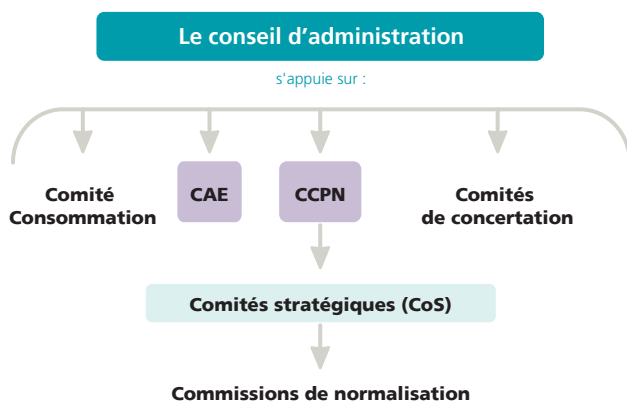 Le conseil d'administration
s'appuie sur :
Comité
Consommation
CAE
CCPN
Comités
de concertation
Comités stratégiques (CoS)
Commissions de normalisation